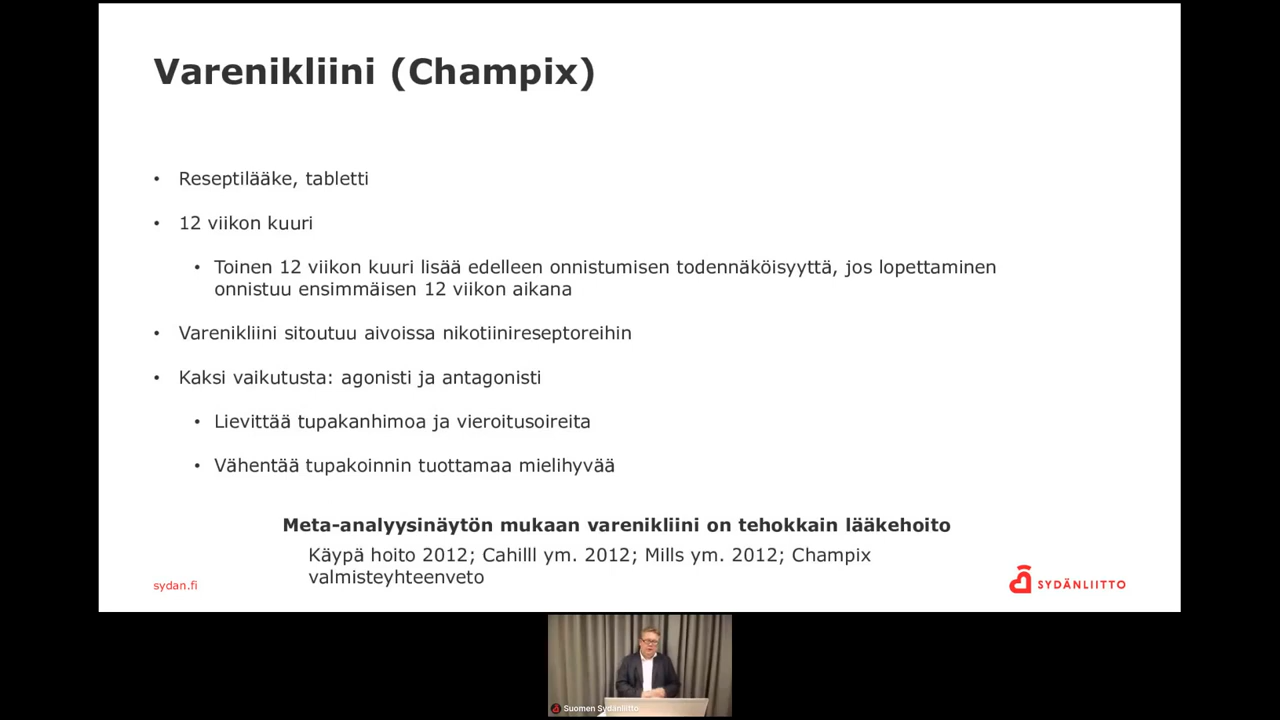 Varenikliini (Champix)
• Reseptilääke, tabletti
• 12 viikon kuuri
• Toinen 12 viikon kuuri lisää edelleen onnistumisen todennäköisyyttä, jos lopettaminen
onnistuu ensimmäisen 12 viikon aikana
• Varenikliini sitoutuu aivoissa nikotiinireseptoreihin
• Kaksi vaikutusta: agonisti ja antagonisti
• Lievittää tupakanhimoa ja vieroitusoireita
• Vähentää tupakoinnin tuottamaa mielihyvää
Meta-analyysinäytön mukaan varenikliini on tehokkain lääkehoito
Käypä hoito 2012; Cahilll ym. 2012; Mills ym. 2012; Champix
valmisteyhteenveto
sydan.fi
SYDÄNLIITTO
Suomen Sydänliitto